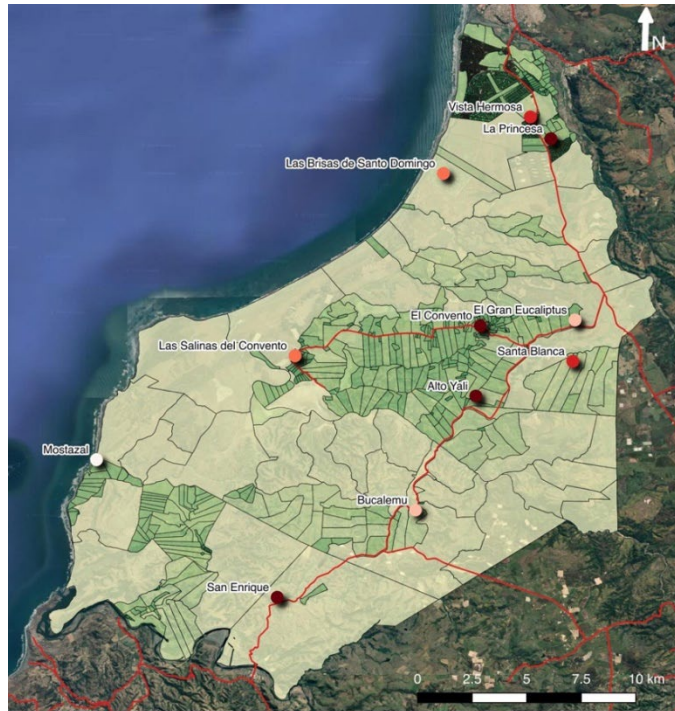 N
Vista Hermosa
La Princesa
Las Brisas de Santo Domingo
El Gran Eucaliptus
El Convento
Las Salinas del Convento
Santa Blanca
Alto Yali
Mostazal
Bucalemu
San Enrique
0 2.5 5 7.5 10 km